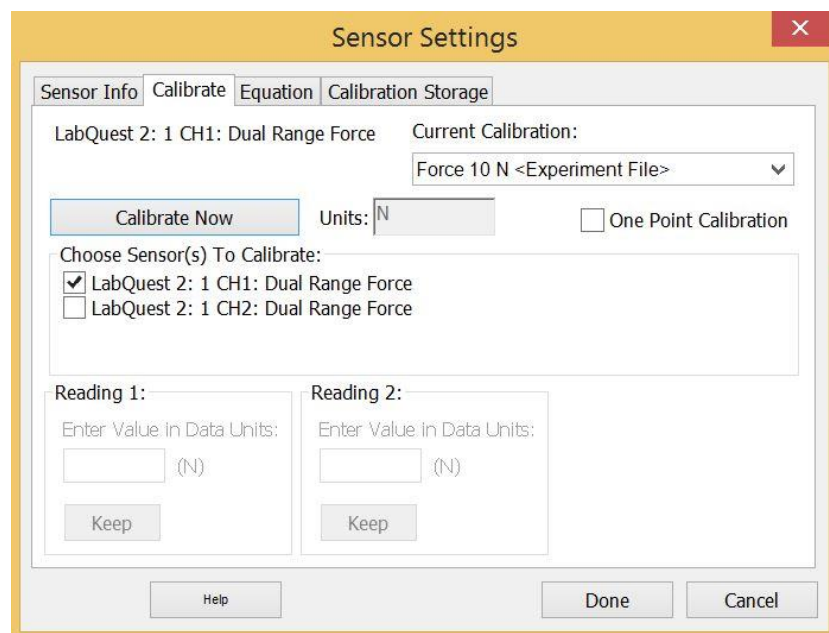 Sensor Settings
Sensor Info Calibrate Equation Calibration Storage
LabQuest 2: 1 CH1: Dual Range Force Current Calibration:
Force 10 N <Experiment File>
Calibrate Now Units: N One Point Calibration
Choose Sensor(s) To Calibrate:
LabQuest 2: 1 CH1: Dual Range Force
LabQuest 2: 1 CH2: Dual Range Force
Reading 1: Reading 2:
Enter Value in Data Units: Enter Value in Data Units:
(N) (N)
Keep Keep
Help Done Cancel